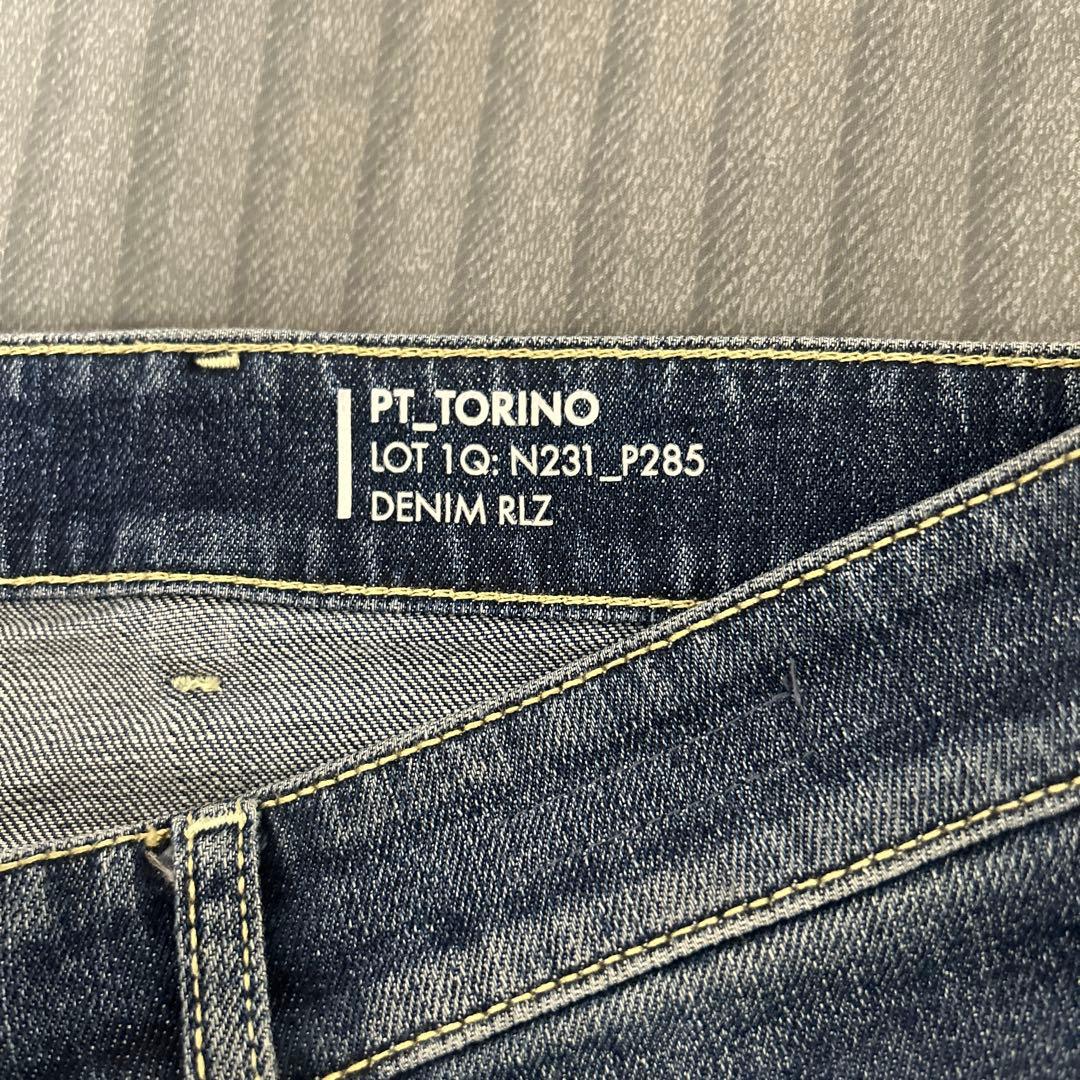 PT_TORINO
LOT 1Q: N231_P285
DENIM RLZ